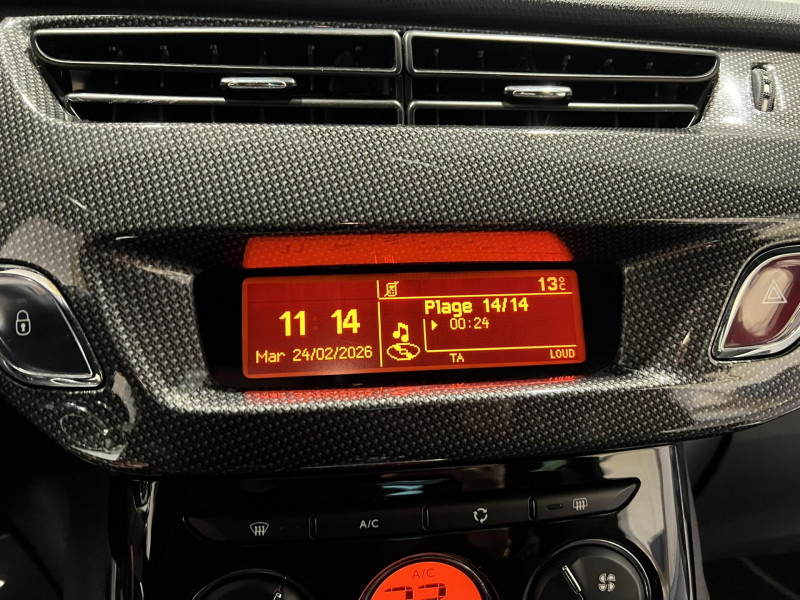 13°C
Plage 14/14
11:14
00:24
Mar 24/02/2026
TA LOUD
A/C
A/C